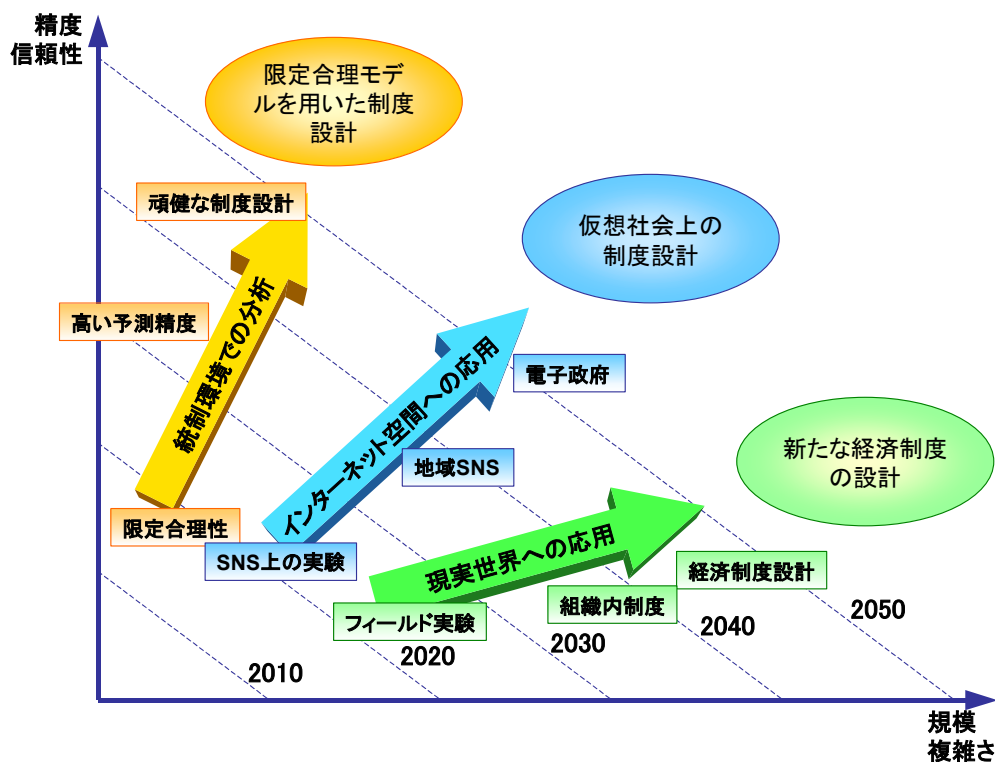 精度
信頼性
限定合理モデ
ルを用いた制度
設計
頑健な制度設計
仮想社会上の
制度設計
高い予測精度
統制環境での分析
インターネット空間への応用
電子政府
地域SNS
新たな経済制度
の設計
限定合理性
SNS上の実験
現実世界への応用
経済制度設計
組織内制度
フィールド実験
2010
2020
2030
2040
2050
規模
複雑さ